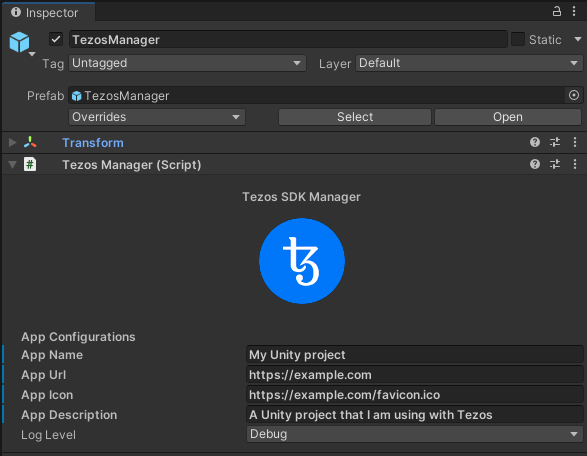 Inspector
TezosManager Static
Tag Untagged Layer Default
Prefab TezosManager
Overrides Select Open
Transform
# Tezos Manager (Script)
Tezos SDK Manager
App Configurations
App Name My Unity project
App Url https://example.com
App Icon https://example.com/favicon.ico
App Description A Unity project that I am using with Tezos
Log Level Debug